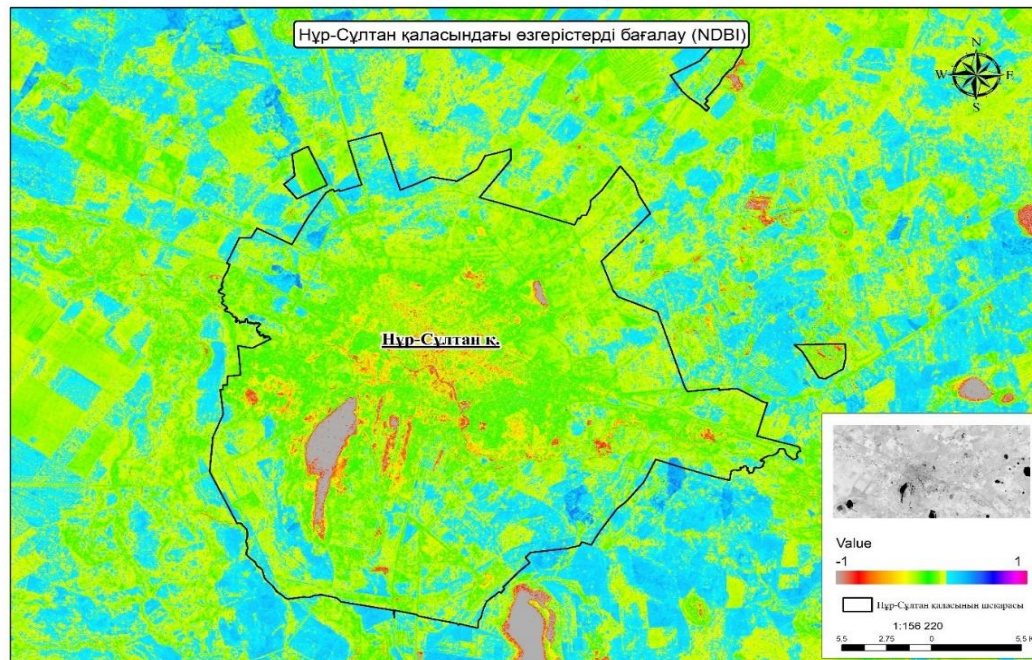 Нұр-Сұлтан қаласындағы өзгерістерді бағалау (NDBI)
N
W E
S
Нұр-Сұлтан қ.
Value
-1 1
Нұр-Сұлтан қаласының шекарасы
1:156 220
5,5 2,75 0 5,5 К